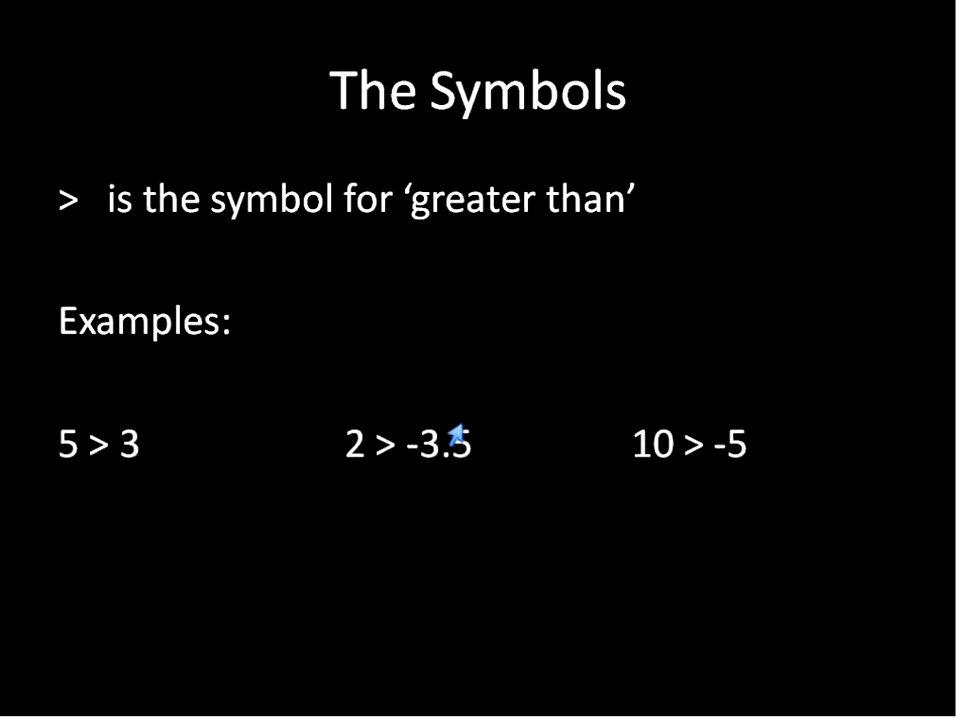 The Symbols
> is the symbol for ‘greater than’
Examples:
5 > 3 2 > -3.5 10 > -5